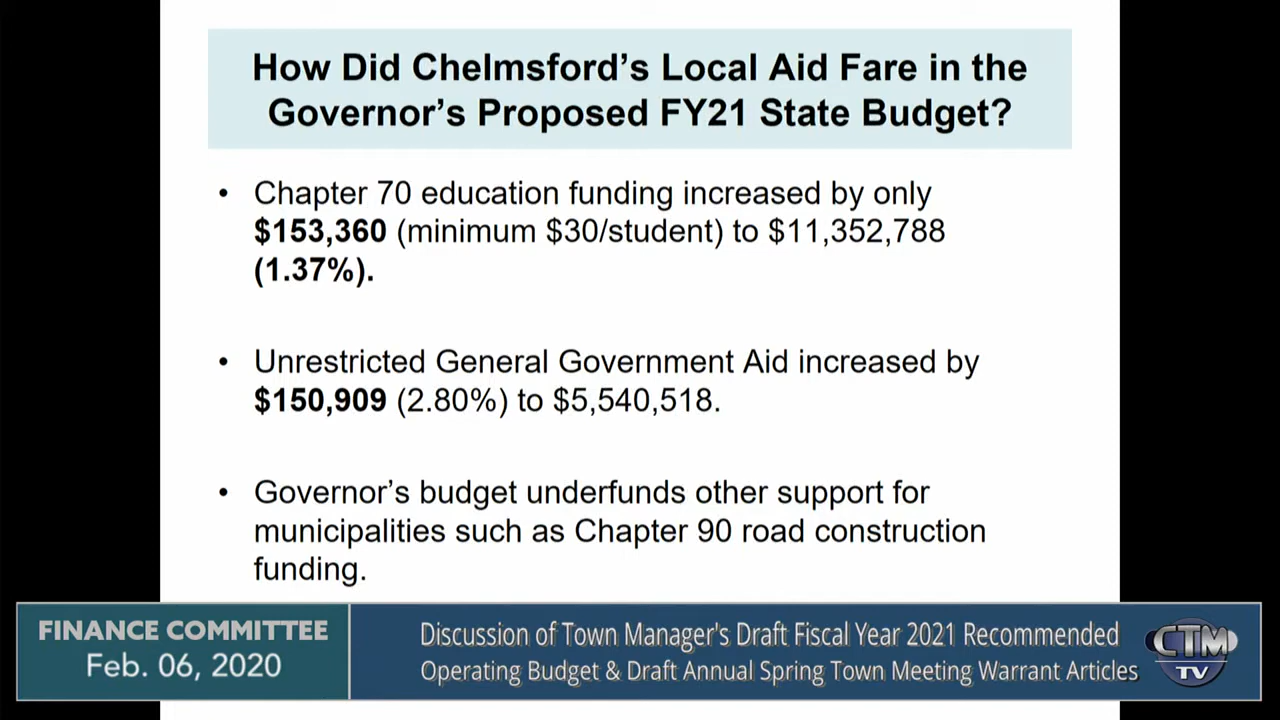 How Did Chelmsford’s Local Aid Fare in the
Governor’s Proposed FY21 State Budget?
• Chapter 70 education funding increased by only
$153,360 (minimum $30/student) to $11,352,788
(1.37%).
• Unrestricted General Government Aid increased by
$150,909 (2.80%) to $5,540,518.
• Governor’s budget underfunds other support for
municipalities such as Chapter 90 road construction
funding.
FINANCE COMMITTEE
Feb. 06, 2020
Discussion of Town Manager's Draft Fiscal Year 2021 Recommended
Operating Budget & Draft Annual Spring Town Meeting Warrant Articles
CTM
TV